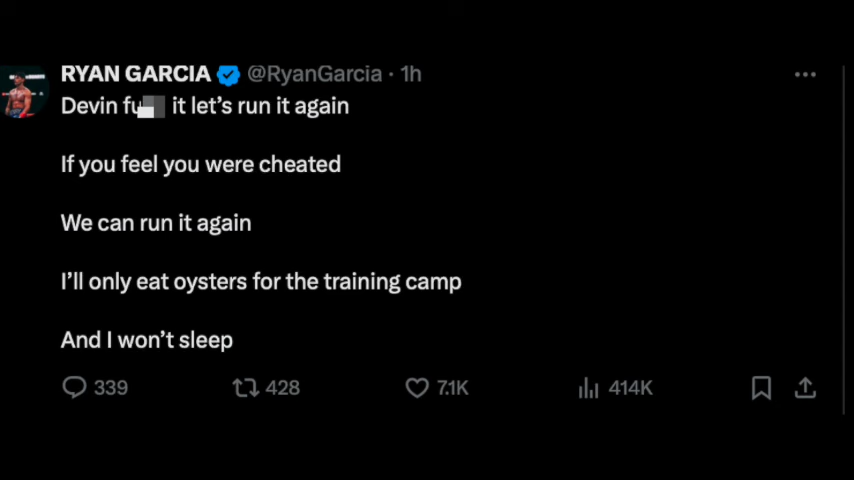 RYAN GARCIA @RyanGarcia · 1h
Devin fu it let's run it again
If you feel you were cheated
We can run it again
I'll only eat oysters for the training camp
And I won't sleep
339 428 7.1K 414K